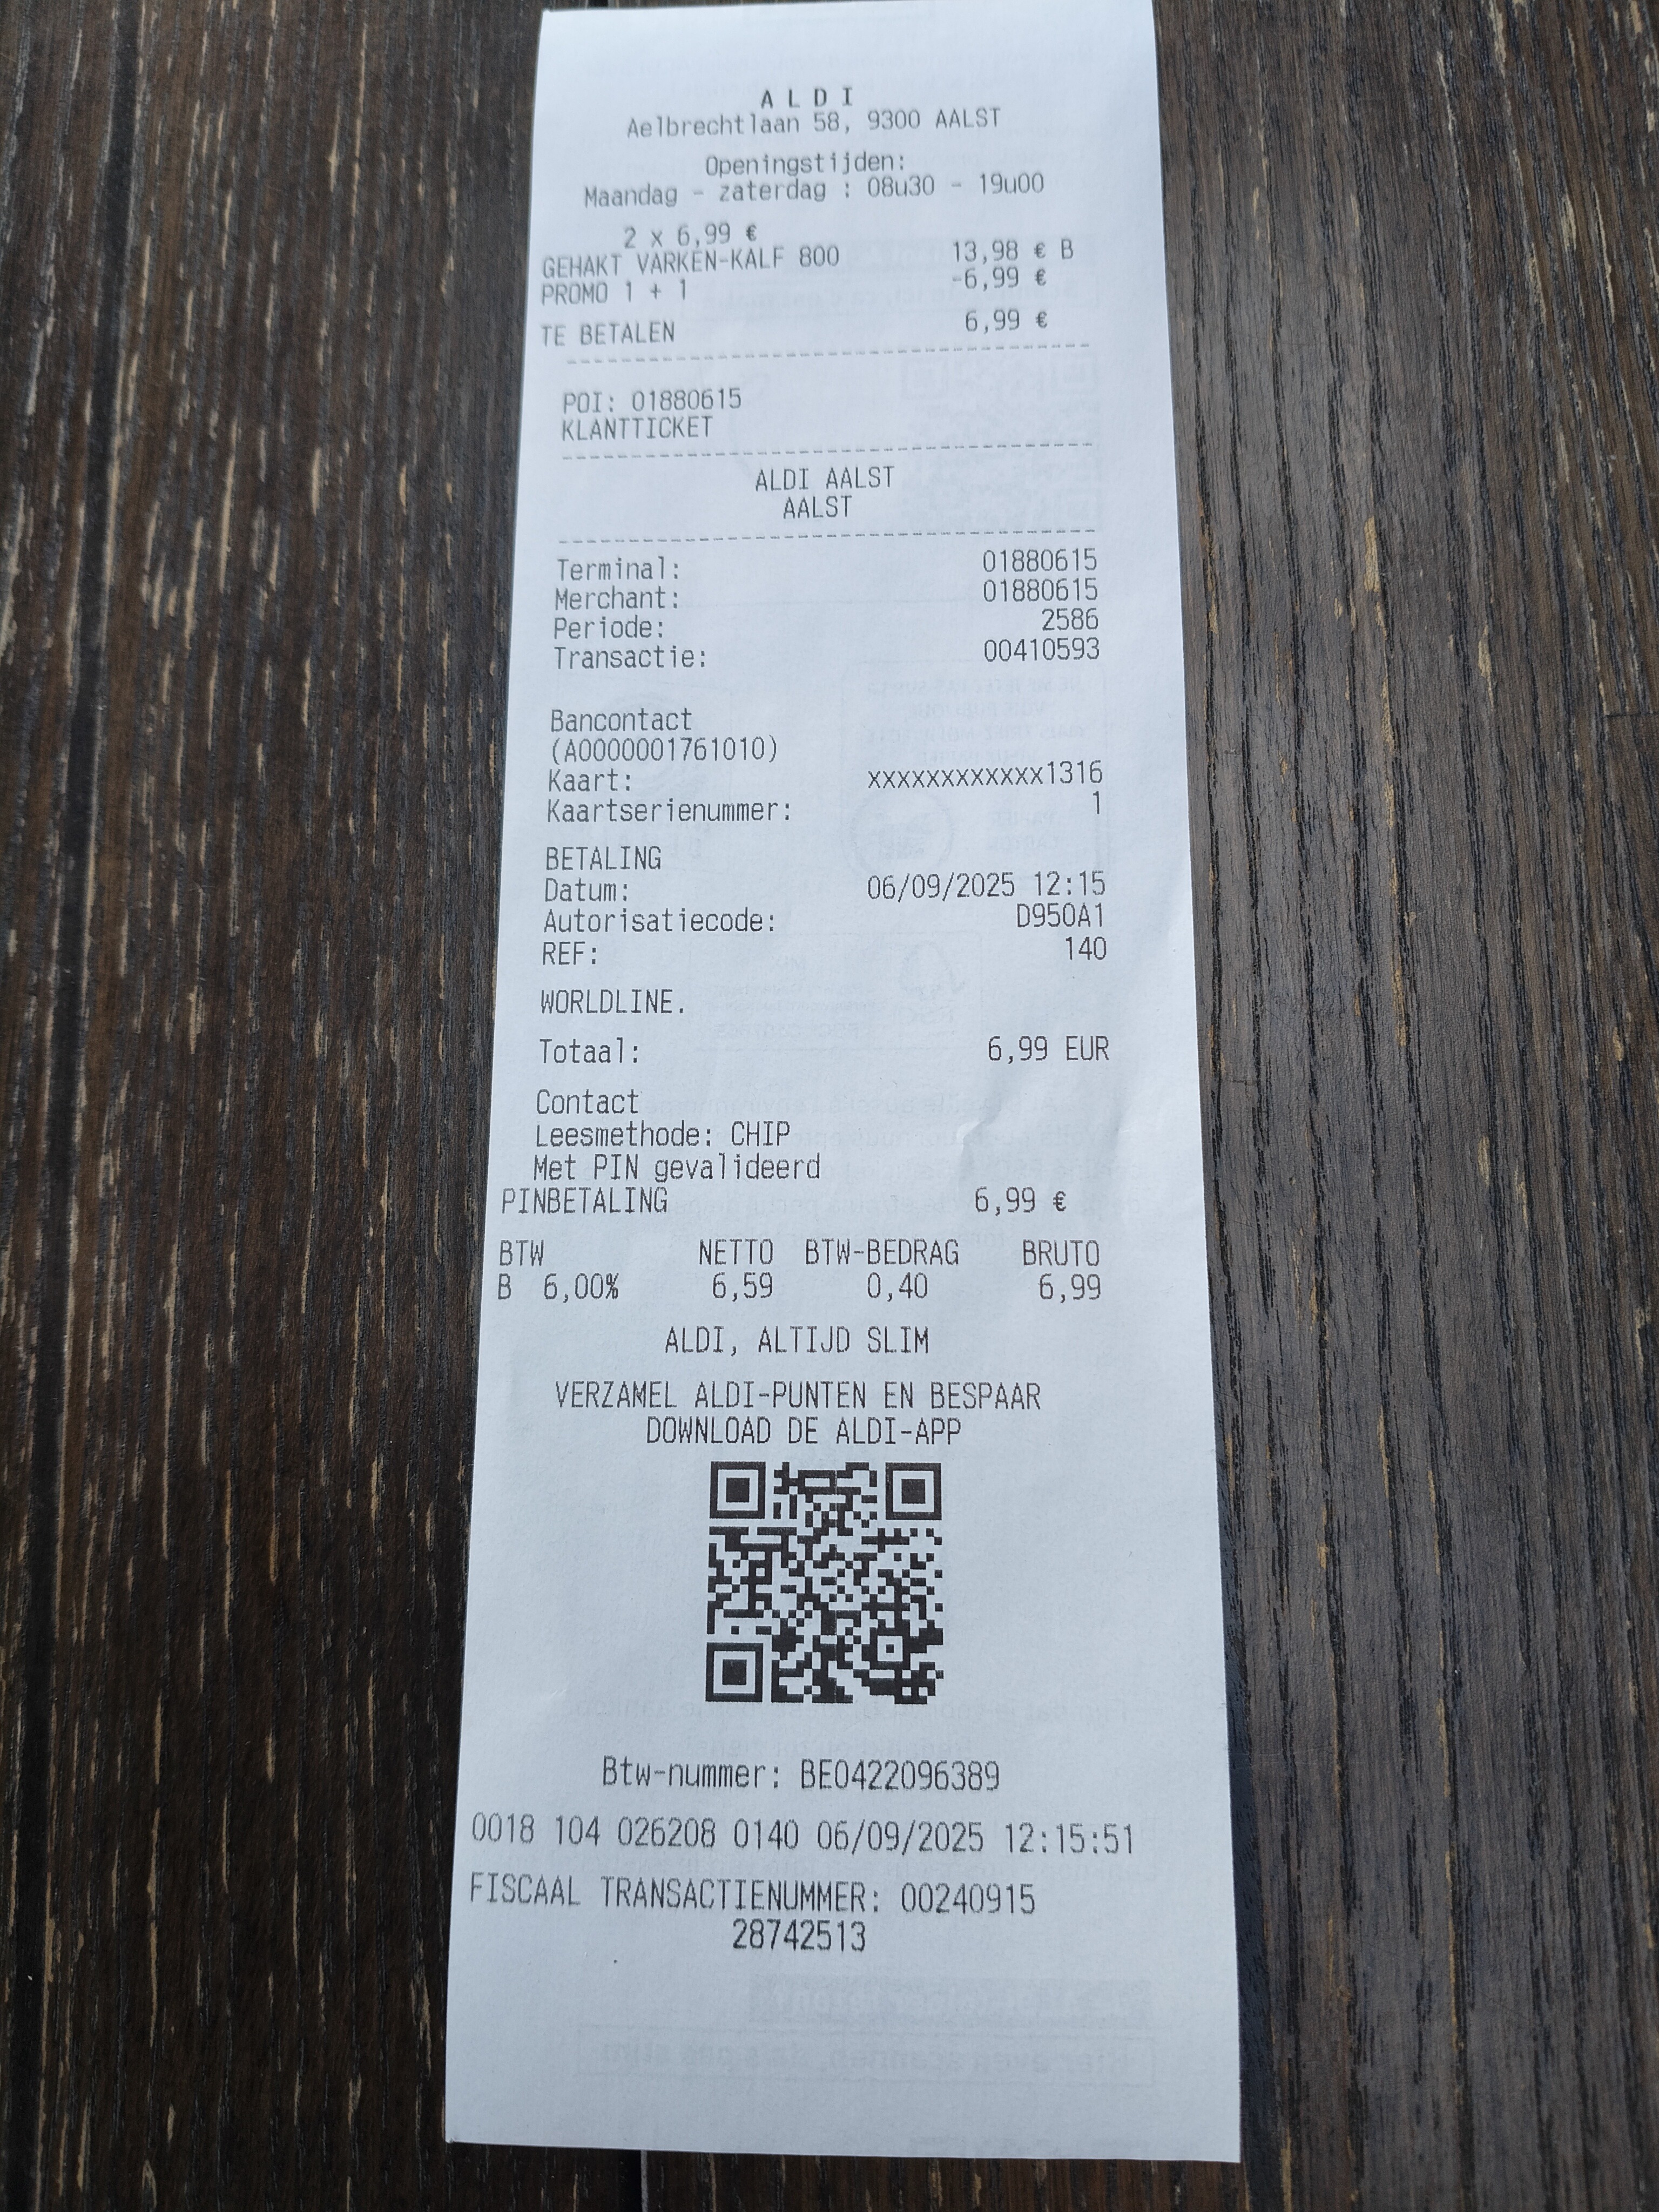 ALDI
Aelbrechtlaan 58, 9300 AALST
Openingstijden:
Maandag - zaterdag : 08u30 - 19u00
2 x 6,99 €
GEHAKT VARKEN-KALF 800 13,98 € B
PROMO 1 + 1 -6,99 €
TE BETALEN 6,99 €
POI: 01880615
KLANTTICKET
ALDI AALST
AALST
Terminal: 01880615
Merchant: 01880615
Periode: 2586
Transactie: 00410593
Bancontact
(A0000001761010)
Kaart: xxxxxxxxxxxx1316
Kaartserienummer: 1
BETALING
Datum: 06/09/2025 12:15
Autorisatiecode: D950A1
REF: 140
WORLDLINE.
Totaal: 6,99 EUR
Contact
Leesmethode: CHIP
Met PIN gevalideerd
PINBETALING 6,99 €
BTW NETTO BTW-BEDRAG BRUTO
B 6,00% 6,59 0,40 6,99
ALDI, ALTIJD SLIM
VERZAMEL ALDI-PUNTEN EN BESPAAR
DOWNLOAD DE ALDI-APP
Btw-nummer: BE0422096389
0018 104 026208 0140 06/09/2025 12:15:51
FISCAAL TRANSACTIENUMMER: 00240915
28742513